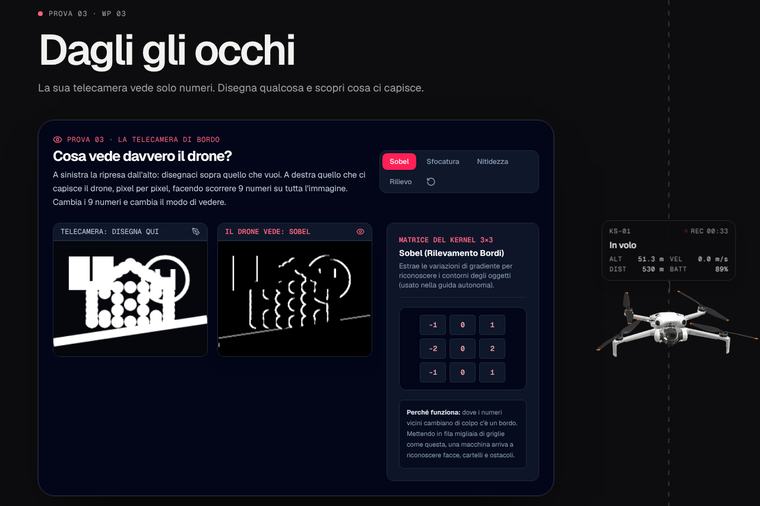 PROVA 03 · WP 03
Dagli gli occhi
La sua telecamera vede solo numeri. Disegna qualcosa e scopri cosa ci capisce.
PROVA 03 · LA TELECAMERA DI BORDO
Cosa vede davvero il drone?
A sinistra la ripresa dall'alto: disegnaci sopra quello che vuoi. A destra quello che ci
capisce il drone, pixel per pixel, facendo scorrere 9 numeri su tutta l'immagine.
Cambia i 9 numeri e cambia il modo di vedere.
Sobel Sfocatura Nitidezza
Rilievo
TELECAMERA: DISEGNA QUI
IL DRONE VEDE: SOBEL
MATRICE DEL KERNEL 3×3
Sobel (Rilevamento Bordi)
Estrae le variazioni di gradiente per
riconoscere i contorni degli oggetti
(usato nella guida autonoma).
-1 0 1
-2 0 2
-1 0 1
Perché funziona: dove i numeri
vicini cambiano di colpo c'è un bordo.
Mettendo in fila migliaia di griglie
come questa, una macchina arriva a
riconoscere facce, cartelli e ostacoli.
KS-01 REC 00:33
In volo
ALT 51.3 m VEL 0.0 m/s
DIST 530 m BATT 89%